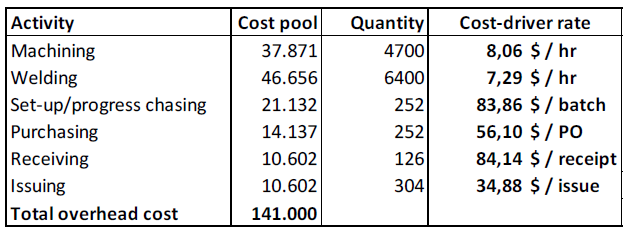 Activity Cost pool Quantity Cost-driver rate
Machining 37.871 4700 8,06 $ / hr
Welding 46.656 6400 7,29 $ / hr
Set-up/progress chasing 21.132 252 83,86 $ / batch
Purchasing 14.137 252 56,10 $ / PO
Receiving 10.602 126 84,14 $ / receipt
Issuing 10.602 304 34,88 $ / issue
Total overhead cost 141.000